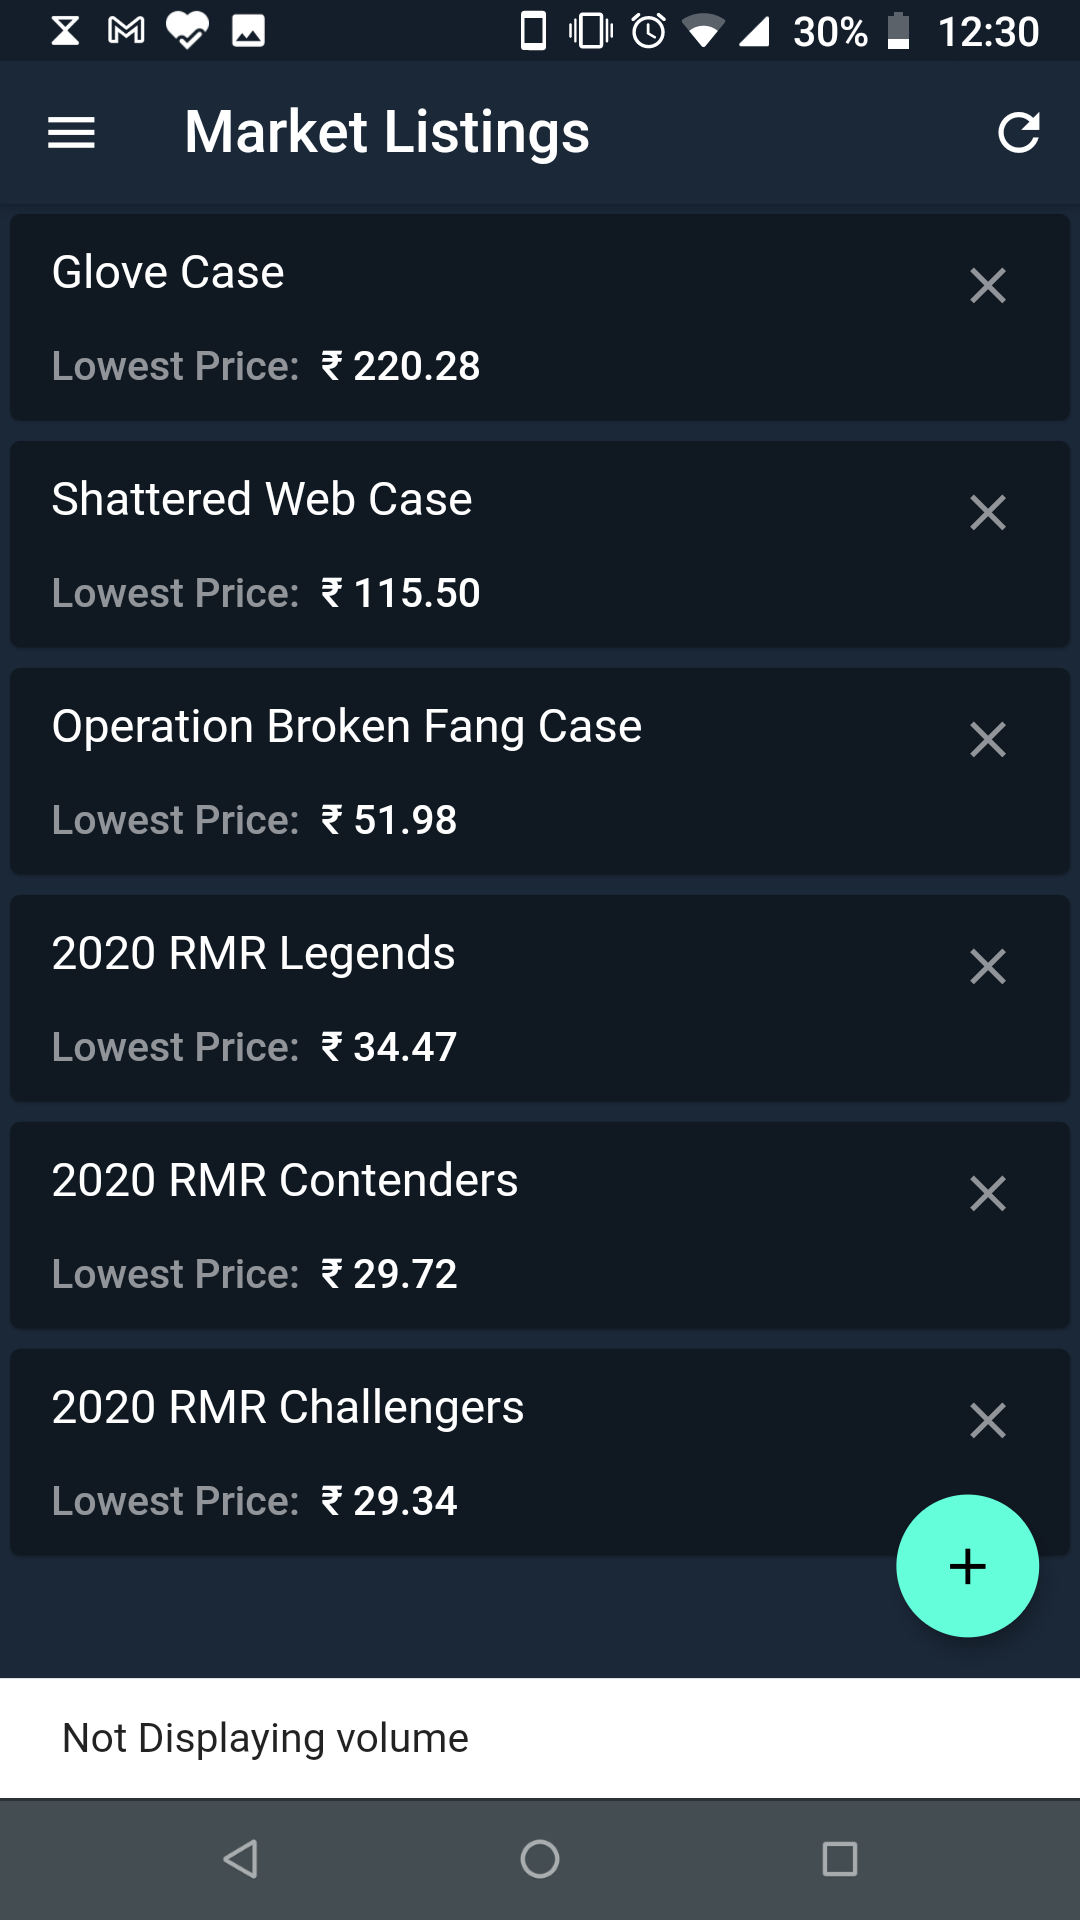 30% 12:30
Market Listings
Glove Case
Lowest Price: ₹ 220.28
Shattered Web Case
Lowest Price: ₹ 115.50
Operation Broken Fang Case
Lowest Price: ₹ 51.98
2020 RMR Legends
Lowest Price: ₹ 34.47
2020 RMR Contenders
Lowest Price: ₹ 29.72
2020 RMR Challengers
Lowest Price: ₹ 29.34
Not Displaying volume